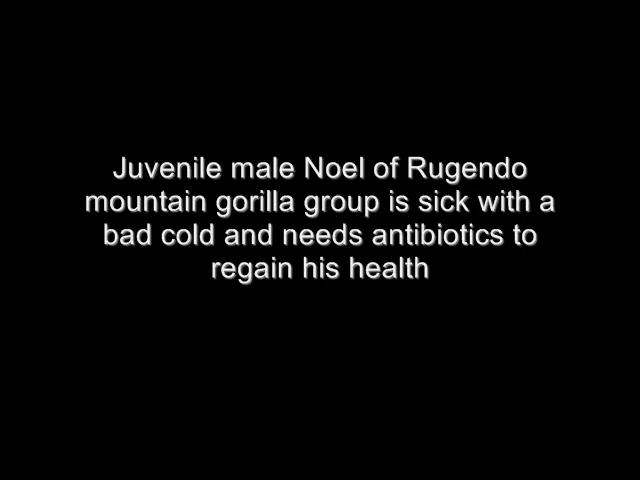 Juvenile male Noel of Rugendo
mountain gorilla group is sick with a
bad cold and needs antibiotics to
regain his health